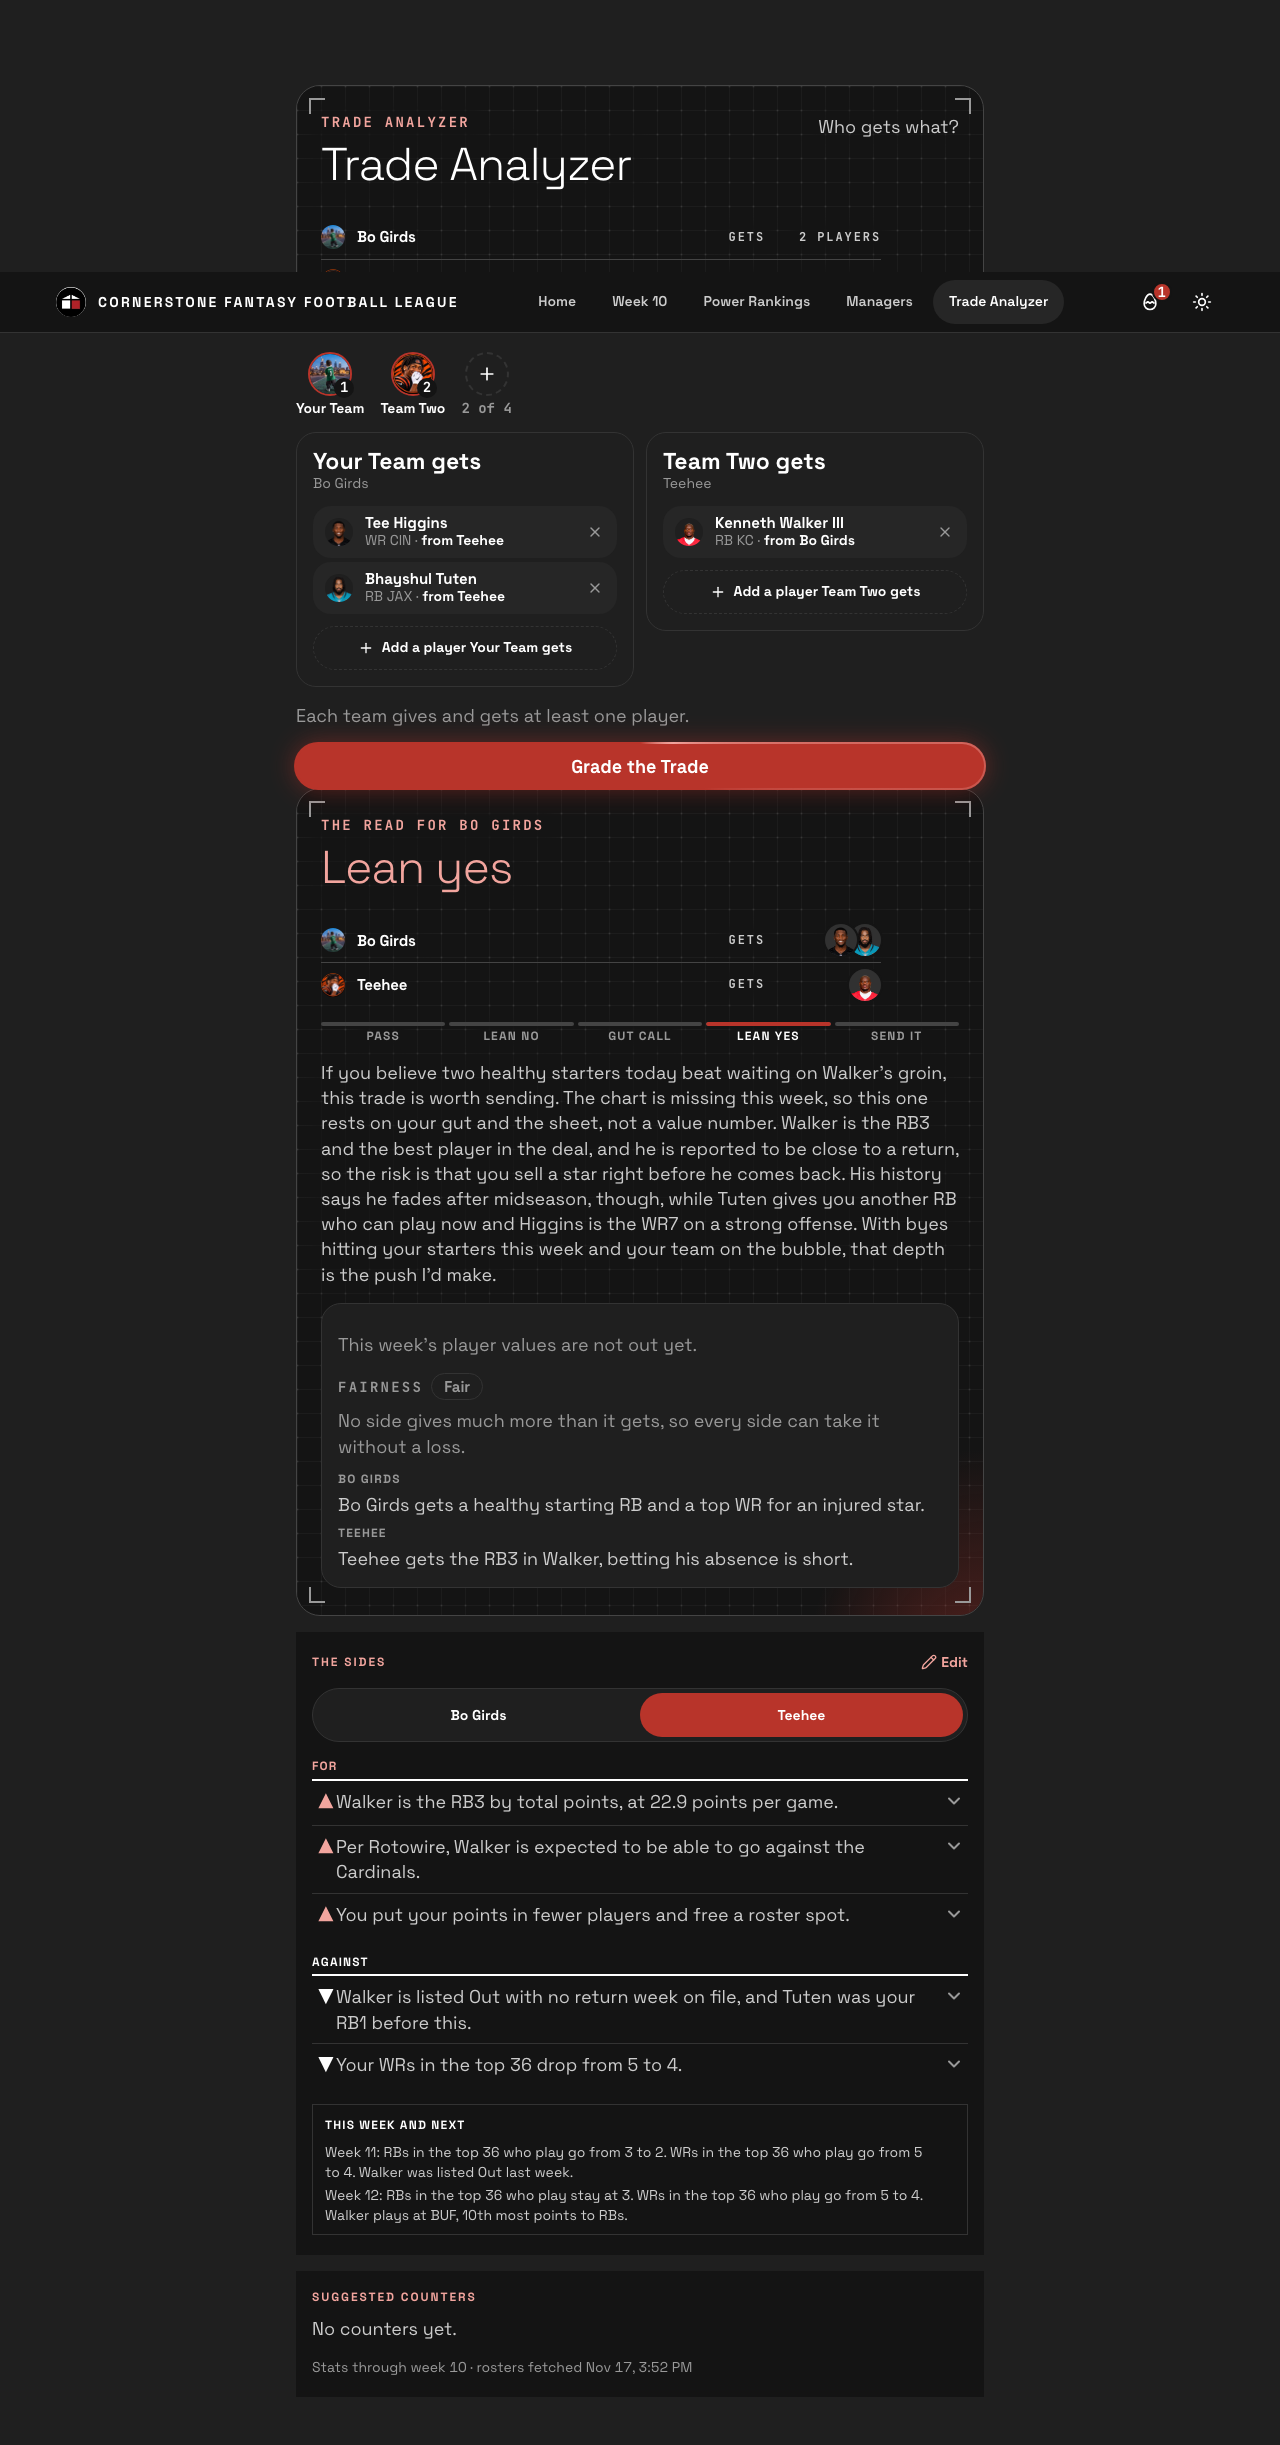 TRADE ANALYZER
Who gets what?
Trade Analyzer
Bo Girds GETS 2 PLAYERS
CORNERSTONE FANTASY FOOTBALL LEAGUE Home Week 10 Power Rankings Managers Trade Analyzer 1
1 2
Your Team Team Two 2 of 4
Your Team gets
Bo Girds
Tee Higgins
WR CIN · from Teehee
Bhayshul Tuten
RB JAX · from Teehee
Add a player Your Team gets
Team Two gets
Teehee
Kenneth Walker III
RB KC · from Bo Girds
Add a player Team Two gets
Each team gives and gets at least one player.
Grade the Trade
THE READ FOR BO GIRDS
Lean yes
Bo Girds GETS
Teehee GETS
PASS LEAN NO GUT CALL LEAN YES SEND IT
If you believe two healthy starters today beat waiting on Walker's groin,
this trade is worth sending. The chart is missing this week, so this one
rests on your gut and the sheet, not a value number. Walker is the RB3
and the best player in the deal, and he is reported to be close to a return,
so the risk is that you sell a star right before he comes back. His history
says he fades after midseason, though, while Tuten gives you another RB
who can play now and Higgins is the WR7 on a strong offense. With byes
hitting your starters this week and your team on the bubble, that depth
is the push I'd make.
This week's player values are not out yet.
FAIRNESS Fair
No side gives much more than it gets, so every side can take it
without a loss.
BO GIRDS
Bo Girds gets a healthy starting RB and a top WR for an injured star.
TEEHEE
Teehee gets the RB3 in Walker, betting his absence is short.
THE SIDES Edit
Bo Girds Teehee
FOR
Walker is the RB3 by total points, at 22.9 points per game.
Per Rotowire, Walker is expected to be able to go against the
Cardinals.
You put your points in fewer players and free a roster spot.
AGAINST
Walker is listed Out with no return week on file, and Tuten was your
RB1 before this.
Your WRs in the top 36 drop from 5 to 4.
THIS WEEK AND NEXT
Week 11: RBs in the top 36 who play go from 3 to 2. WRs in the top 36 who play go from 5
to 4. Walker was listed Out last week.
Week 12: RBs in the top 36 who play stay at 3. WRs in the top 36 who play go from 5 to 4.
Walker plays at BUF, 10th most points to RBs.
SUGGESTED COUNTERS
No counters yet.
Stats through week 10 · rosters fetched Nov 17, 3:52 PM